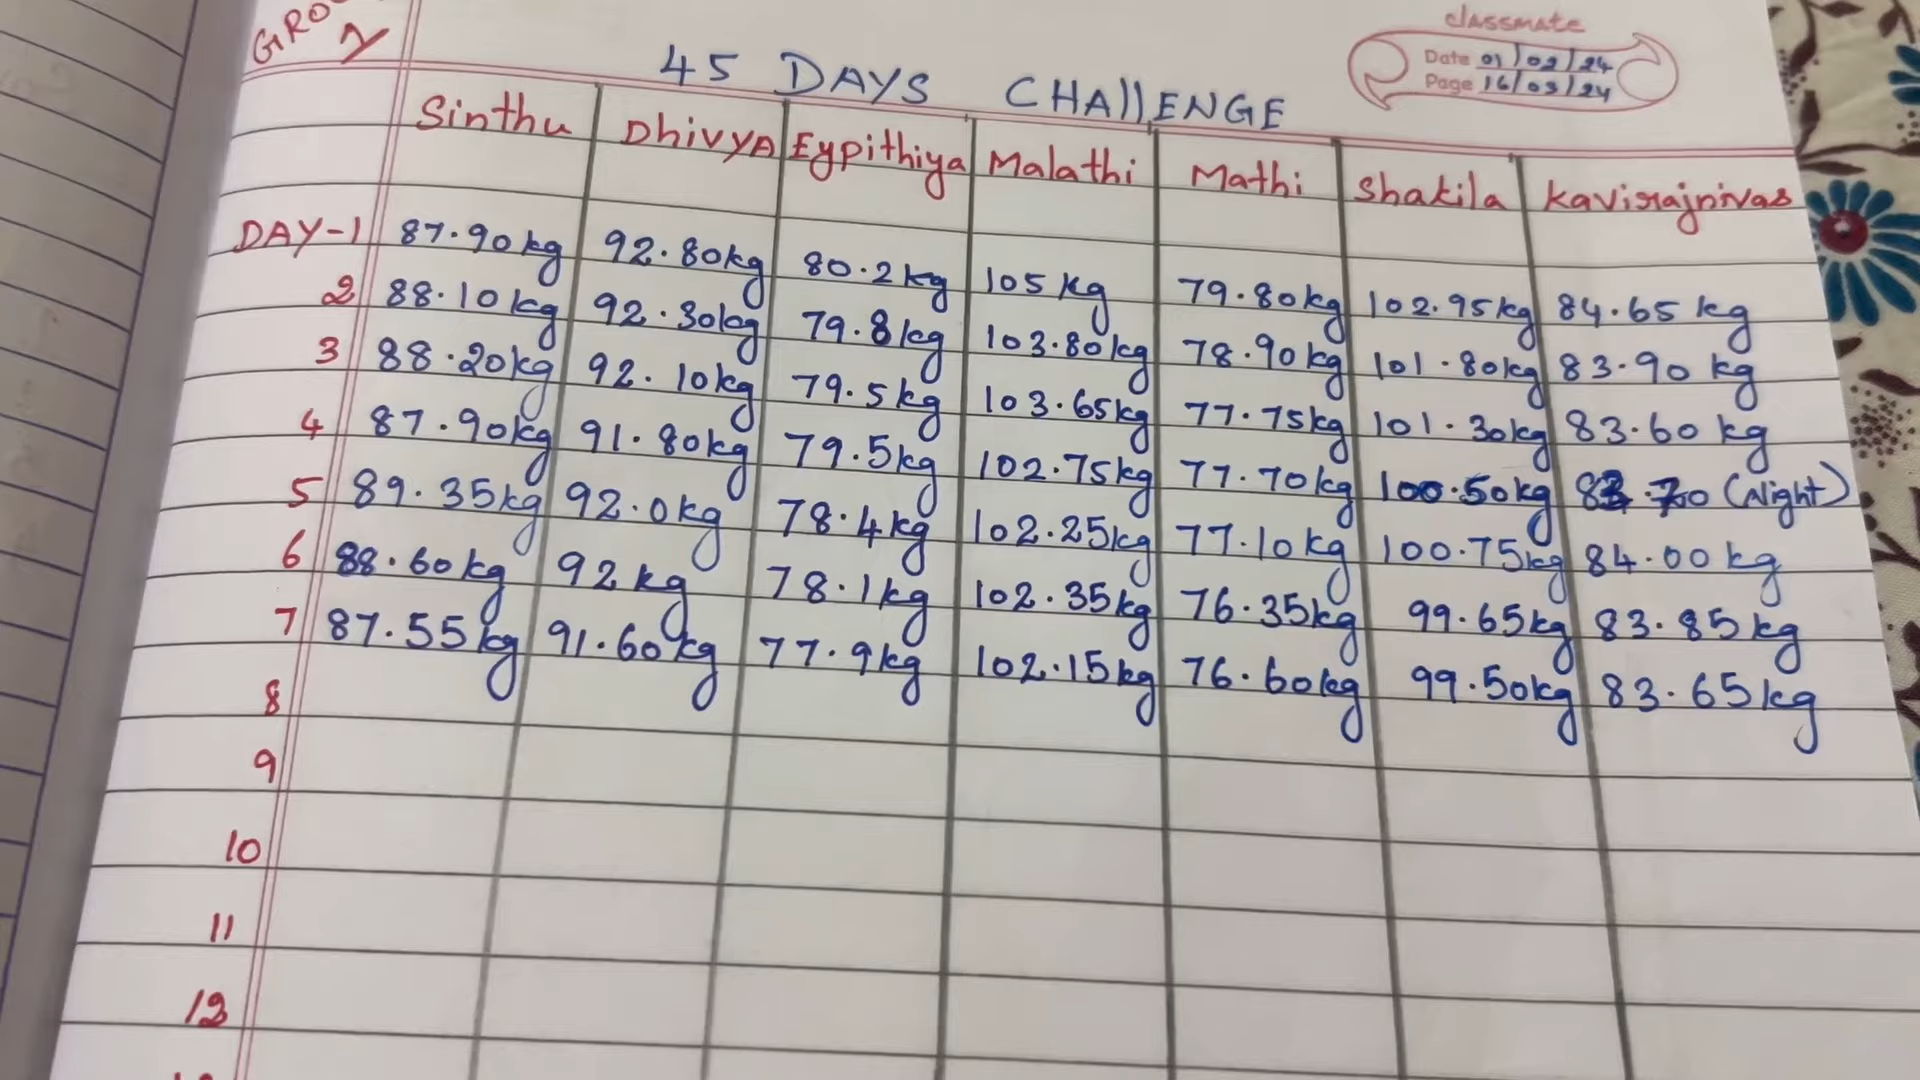 GRO
2
classmate
Date 01/02/24
Page 16/03/24
45 DAYS CHAllENGE
Sinthu DhivYA Eypithiya Malathi Mathi Shakila Kavirajnivas
DAY-1 87.90kg 92.80kg 80.2kg 105kg 79.80kg 102.95kg 84.65kg
2 88.10kg 92.30kg 79.8kg 103.80kg 78.90kg 101.80kg 83.90kg
3 88.20kg 92.10kg 79.5kg 103.65kg 77.75kg 101.30kg 83.60kg
4 87.90kg 91.80kg 79.5kg 102.75kg 77.70kg 100.50kg (Night)
5 89.35kg 92.0kg 78.4kg 102.25kg 77.10kg 100.75kg 84.00kg
6 88.60kg 92kg 78.1kg 102.35kg 76.35kg 99.65kg 83.85kg
7 87.55kg 91.60kg 77.9kg 102.15kg 76.60kg 99.50kg 83.65kg
8
9
10
11
12